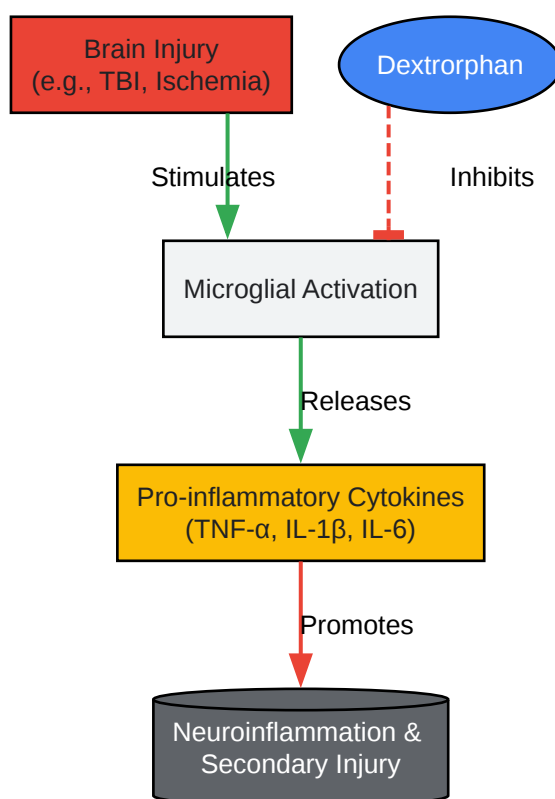 Brain Injury
(e.g., TBI, Ischemia)
Dextrorphan
Stimulates
Inhibits
Microglial Activation
Releases
Pro-inflammatory Cytokines
(TNF-α, IL-1β, IL-6)
Promotes
Neuroinflammation &
Secondary Injury